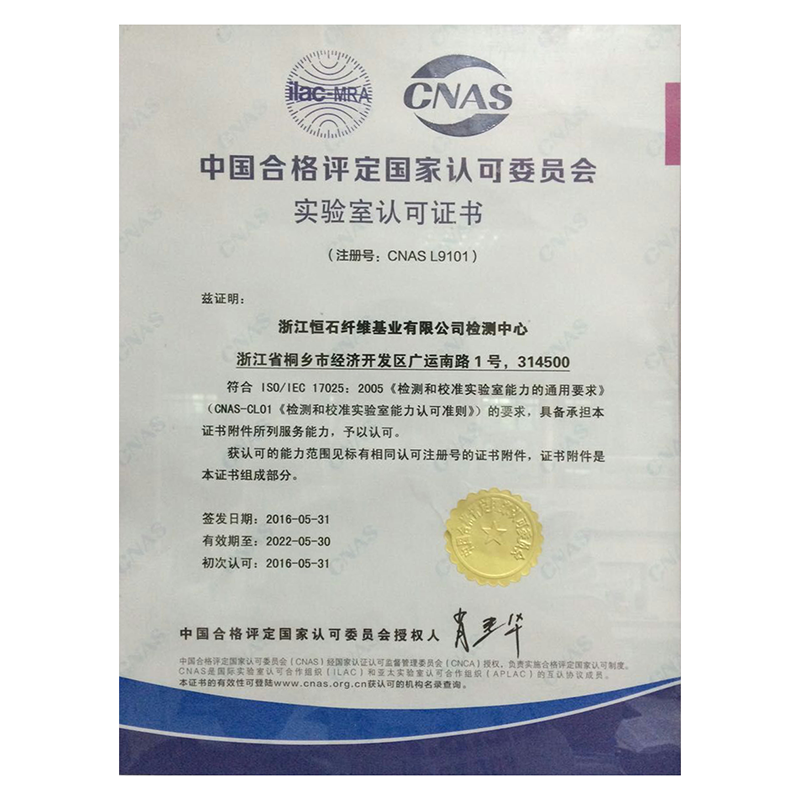 ilac-MRA
CNAS
中国合格评定国家认可委员会
实验室认可证书
（注册号：CNAS L9101）
兹证明：
浙江恒石纤维基业有限公司检测中心
浙江省桐乡市经济开发区广运南路1号，314500
符合 ISO/IEC 17025：2005《检测和校准实验室能力的通用要求》
（CNAS-CL01《检测和校准实验室能力认可准则》）的要求，具备承担本
证书附件所列服务能力，予以认可。
获认可的能力范围见标有相同认可注册号的证书附件，证书附件是
本证书组成部分。
签发日期：2016-05-31
有效期至：2022-05-30
初次认可：2016-05-31
中国合格评定国家认可委员会
中国合格评定国家认可委员会授权人
中国合格评定国家认可委员会（CNAS）经国家认证认可监督管理委员会（CNCA）授权，负责实施合格评定国家认可制度。
CNAS是国际实验室认可合作组织（ILAC）和亚太实验室认可合作组织（APLAC）的互认协议成员。
本证书的有效性可登陆www.cnas.org.cn获认可的机构名录查询。